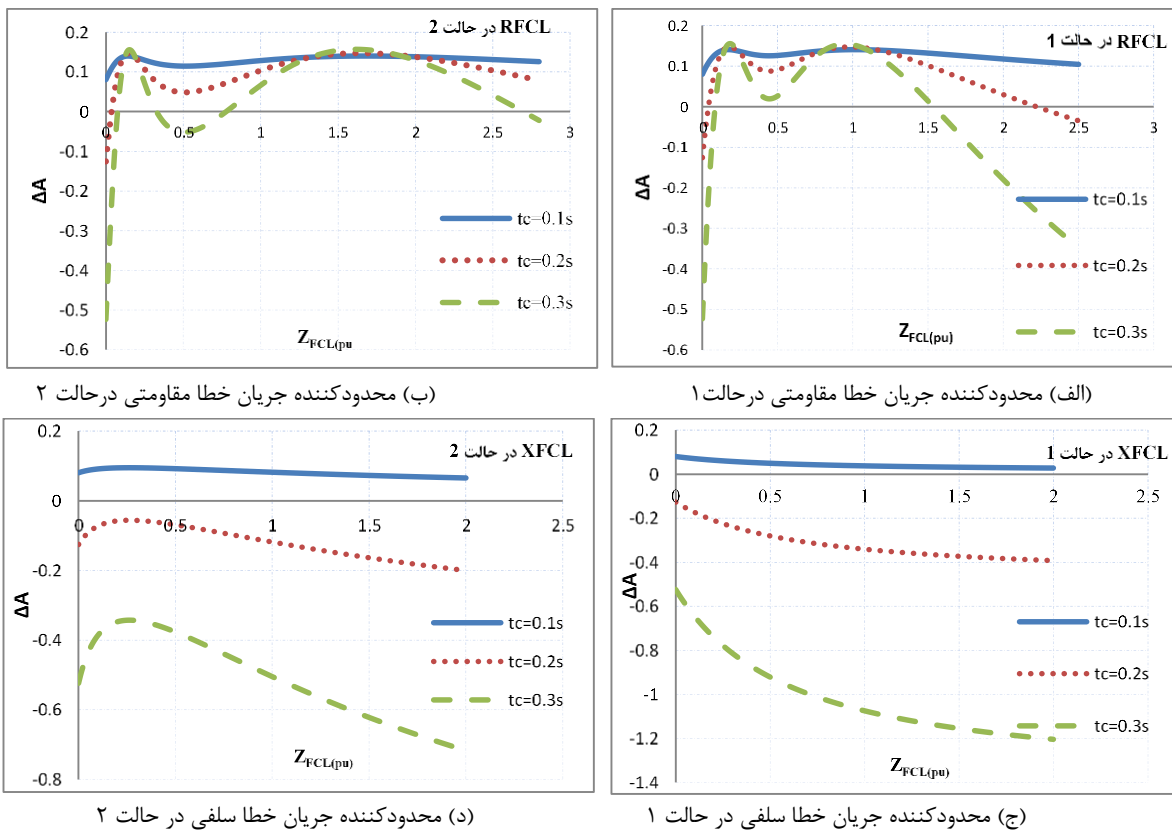 RFCL در حالت 1
0.2
0.1
0
-0.1
-0.2
-0.3
-0.4
-0.5
-0.6
0 0.5 1 1.5 2 2.5 3
ΔA
tc=0.1s
tc=0.2s
tc=0.3s
Z_FCL(pu)
(الف) محدودکننده جریان خطا مقاومتی درحالت۱
RFCL در حالت 2
0.2
0.1
0
-0.1
-0.2
-0.3
-0.4
-0.5
-0.6
0 0.5 1 1.5 2 2.5 3
ΔA
tc=0.1s
tc=0.2s
tc=0.3s
Z_FCL(pu
(ب) محدودکننده جریان خطا مقاومتی درحالت ۲
XFCL در حالت 1
0.2
0
-0.2
-0.4
-0.6
-0.8
-1
-1.2
-1.4
0 0.5 1 1.5 2 2.5
ΔA
tc=0.1s
tc=0.2s
tc=0.3s
Z_FCL(pu)
(ج) محدودکننده جریان خطا سلفی در حالت ۱
XFCL در حالت 2
0.2
0
-0.2
-0.4
-0.6
-0.8
0 0.5 1 1.5 2 2.5
ΔA
tc=0.1s
tc=0.2s
tc=0.3s
Z_FCL(pu)
(د) محدودکننده جریان خطا سلفی در حالت ۲